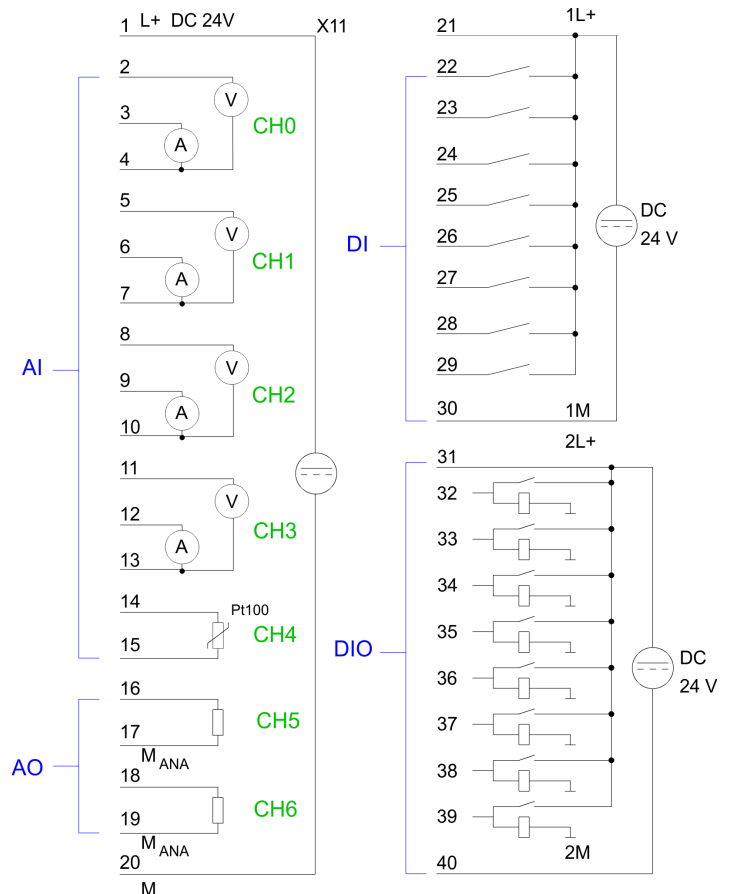 1 L+ DC 24V X11
2
V
3
CH0
A
4
5
V
6
CH1
A
7
AI
8
V
9
CH2
A
10
11
V
12
CH3
A
13
14
Pt100
CH4
15
16
CH5
17
M ANA
AO
18
CH6
19
M ANA
20
M
21 1L+
22
23
24
25
DC
24 V
DI
26
27
28
29
30 1M
2L+
31
32
33
34
35
DIO
DC
24 V
36
37
38
39
2M
40